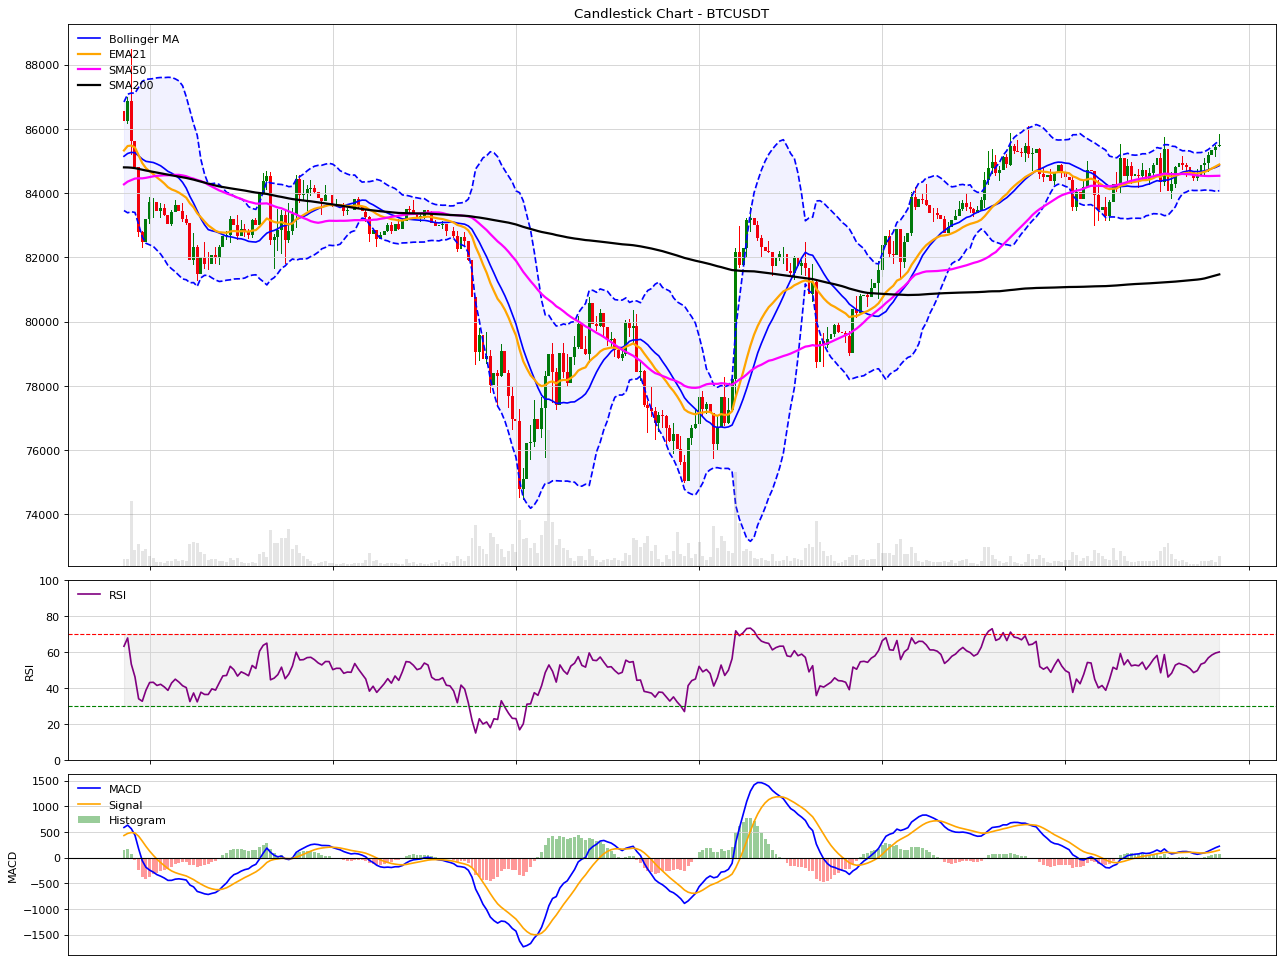 Candlestick Chart - BTCUSDT
Bollinger MA
EMA21
SMA50
SMA200
88000
86000
84000
82000
80000
78000
76000
74000
RSI
100
80
60
40
20
0
RSI
MACD
Signal
Histogram
1500
1000
500
0
−500
−1000
−1500
MACD